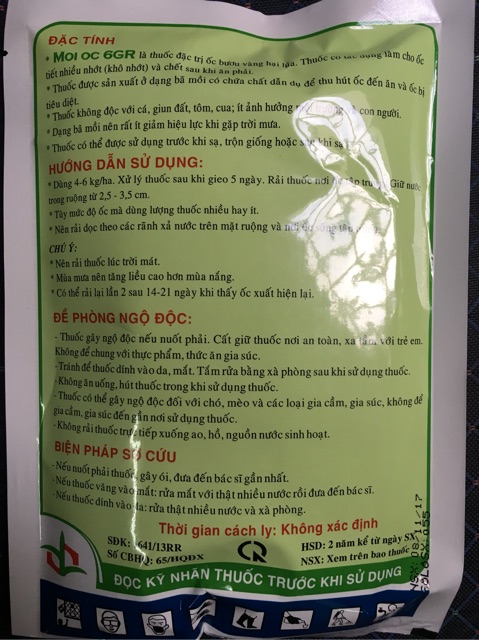 ĐẶC TÍNH
* MOI OC 6GR là thuốc đặc trị ốc bươu vàng hại lúa. Thuốc có tác dụng làm cho ốc
tiết nhiều nhớt (khô nhớt) và chết sau khi ăn phải.
* Thuốc được sản xuất ở dạng bã mồi có chứa chất dẫn dụ để thu hút ốc đến ăn và ốc bị
tiêu diệt.
* Thuốc không độc với cá, giun đất, tôm, cua; ít ảnh hưởng con người.
* Dạng bã mồi nên rất ít giảm hiệu lực khi gặp trời mưa.
* Thuốc có thể được sử dụng trước khi sạ, trộn giống hoặc sau khi sạ
HƯỚNG DẪN SỬ DỤNG:
* Dùng 4-6 kg/ha. Xử lý thuốc sau khi gieo 5 ngày. Rải thuốc nơi tập trung. Giữ nước
trong ruộng từ 2,5 - 3,5 cm.
* Tùy mức độ ốc mà dùng lượng thuốc nhiều hay ít.
* Nên rải dọc theo các rãnh xả nước trên mặt ruộng và nơi ốc sống
CHÚ Ý:
* Nên rải thuốc lúc trời mát.
* Mùa mưa nên tăng liều cao hơn mùa nắng.
* Có thể rải lại lần 2 sau 14-21 ngày khi thấy ốc xuất hiện lại.
ĐỀ PHÒNG NGỘ ĐỘC:
- Thuốc gây ngộ độc nếu nuốt phải. Cất giữ thuốc nơi an toàn, xa tầm với trẻ em.
Không để chung với thực phẩm, thức ăn gia súc.
-Tránh để thuốc dính vào da, mắt. Tắm rửa bằng xà phòng sau khi sử dụng thuốc.
-Không ăn uống, hút thuốc trong khi sử dụng thuốc.
-Thuốc có thể gây ngộ độc đối với chó, mèo và các loại gia cầm, gia súc, không để
gia cầm, gia súc đến gần nơi sử dụng thuốc.
-Không rải thuốc trực tiếp xuống ao, hồ, nguồn nước sinh hoạt.
BIỆN PHÁP SƠ CỨU
-Nếu nuốt phải thuốc, gây ói, đưa đến bác sĩ gần nhất.
-Nếu thuốc văng vào mắt: rửa mắt với thật nhiều nước rồi đưa đến bác sĩ.
-Nếu thuốc dính vào da: rửa thật nhiều nước và xà phòng.
Thời gian cách ly: Không xác định
SĐK: 641/13RR
Số CBHQ: 65/HQĐX
HSD: 2 năm kể từ ngày SX
NSX: Xem trên bao thuốc
ĐỌC KỸ NHÃN THUỐC TRƯỚC KHI SỬ DỤNG
NSX: 08/11/17